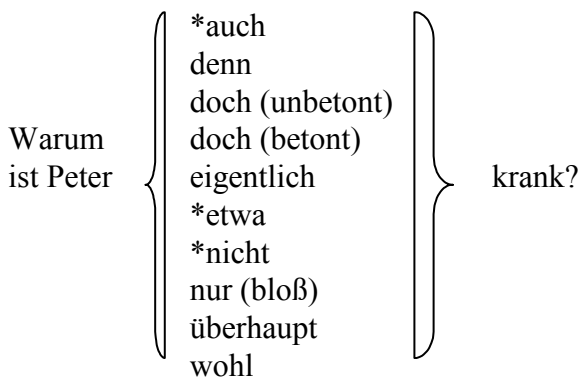 *auch
denn
doch (unbetont)
Warum doch (betont)
ist Peter eigentlich krank?
*etwa
*nicht
nur (bloß)
überhaupt
wohl